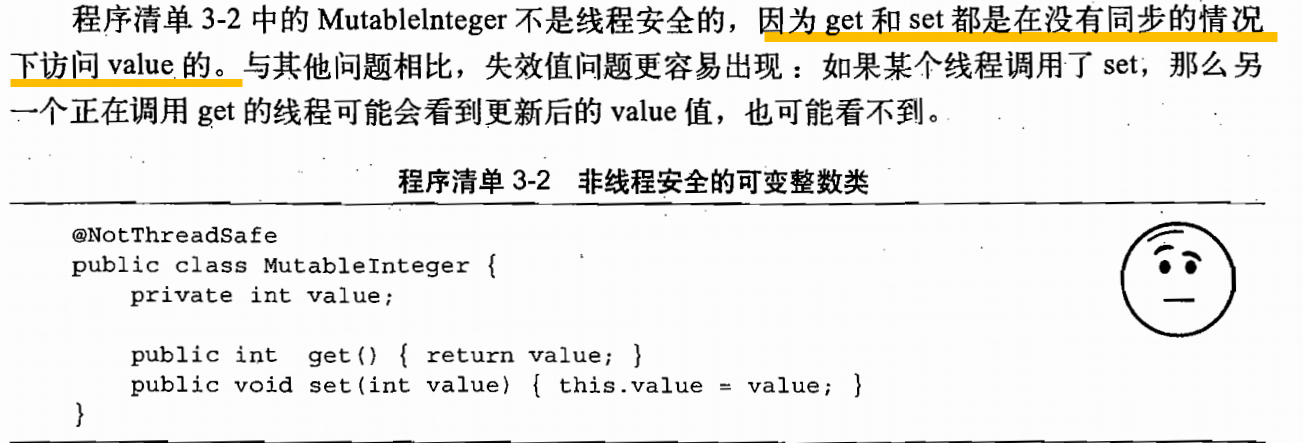 程序清单 3-2 中的 MutableInteger 不是线程安全的，因为 get 和 set 都是在没有同步的情况
下访问 value 的。与其他问题相比，失效值问题更容易出现：如果某个线程调用了 set，那么另
一个正在调用 get 的线程可能会看到更新后的 value 值，也可能看不到。
程序清单 3-2 非线程安全的可变整数类
@NotThreadSafe
public class MutableInteger {
    private int value;
    public int  get() { return value; }
    public void set(int value) { this.value = value; }
}